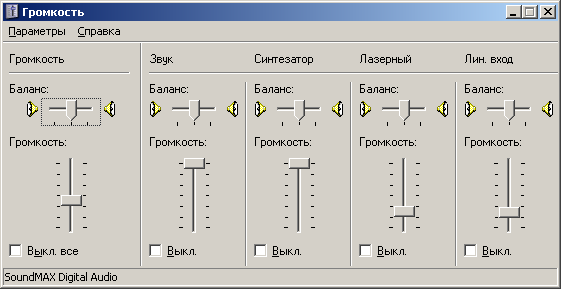 Громкость
Параметры Справка
Громкость Звук Синтезатор Лазерный Лин. вход
Баланс: Баланс: Баланс: Баланс: Баланс:
Громкость: Громкость: Громкость: Громкость: Громкость:
Выкл. все Выкл. Выкл. Выкл. Выкл.
SoundMAX Digital Audio